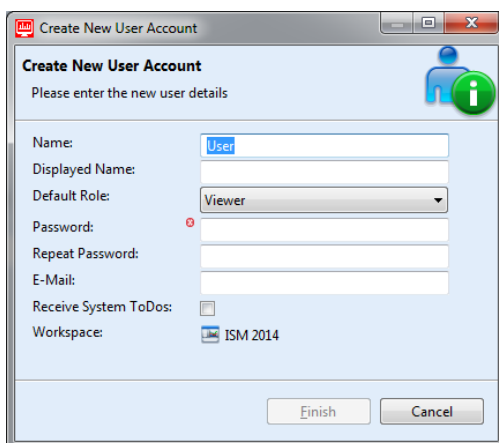 Create New User Account
Create New User Account
Please enter the new user details
Name: User
Displayed Name:
Default Role: Viewer
Password:
Repeat Password:
E-Mail:
Receive System ToDos:
Workspace: ISM 2014
Finish Cancel